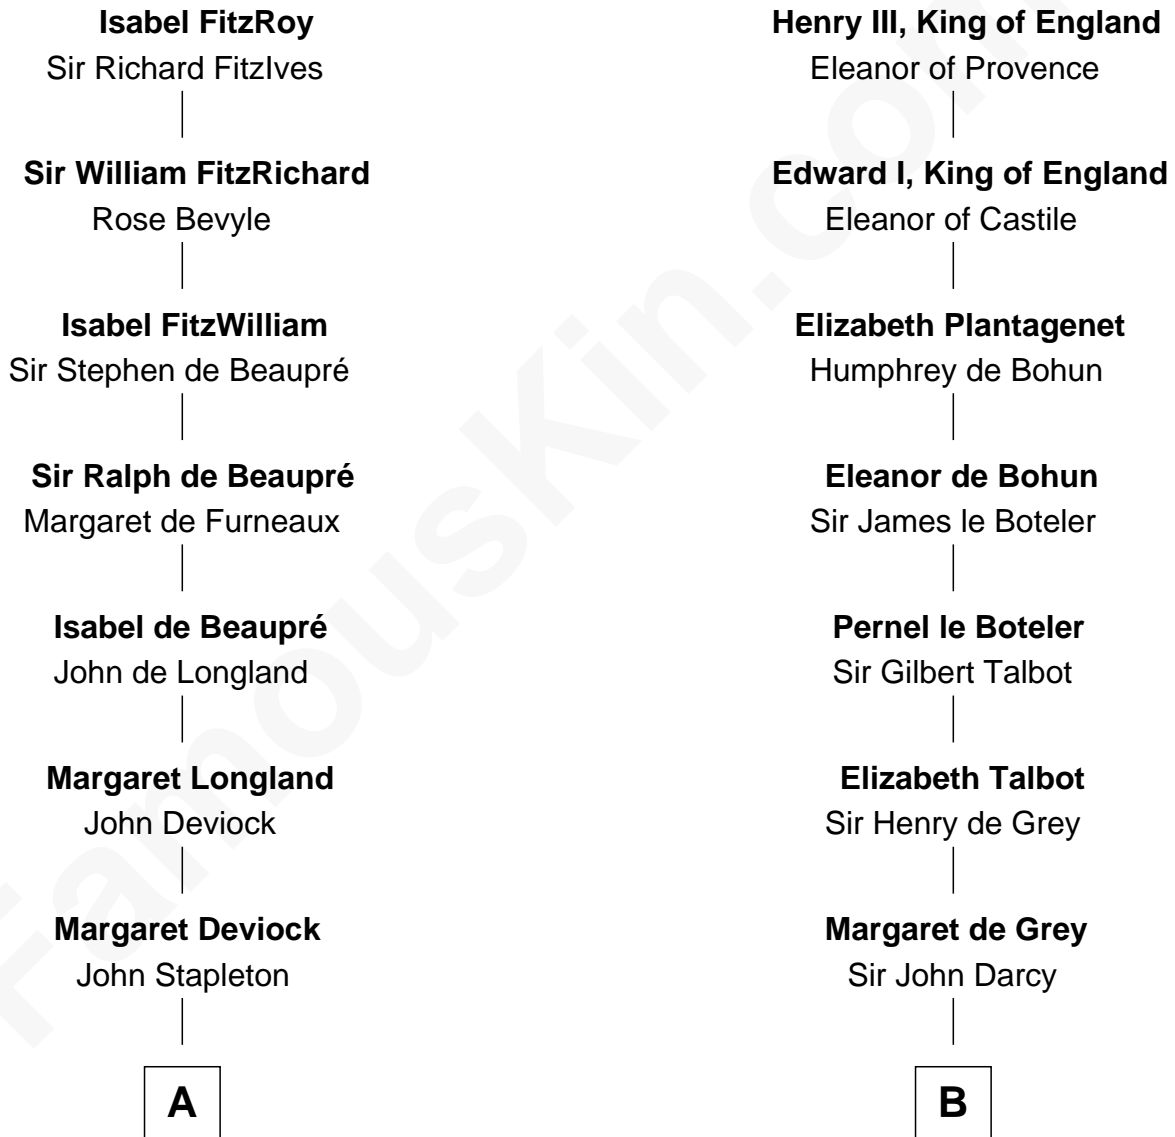 Isabel FitzRoy
Sir Richard FitzIves
Sir William FitzRichard
Rose Bevyle
Isabel FitzWilliam
Sir Stephen de Beaupré
Sir Ralph de Beaupré
Margaret de Furneaux
Isabel de Beaupré
John de Longland
Margaret Longland
John Deviock
Margaret Deviock
John Stapleton
A
Henry III, King of England
Eleanor of Provence
Edward I, King of England
Eleanor of Castile
Elizabeth Plantagenet
Humphrey de Bohun
Eleanor de Bohun
Sir James le Boteler
Pernel le Boteler
Sir Gilbert Talbot
Elizabeth Talbot
Sir Henry de Grey
Margaret de Grey
Sir John Darcy
B
FamousKin.com